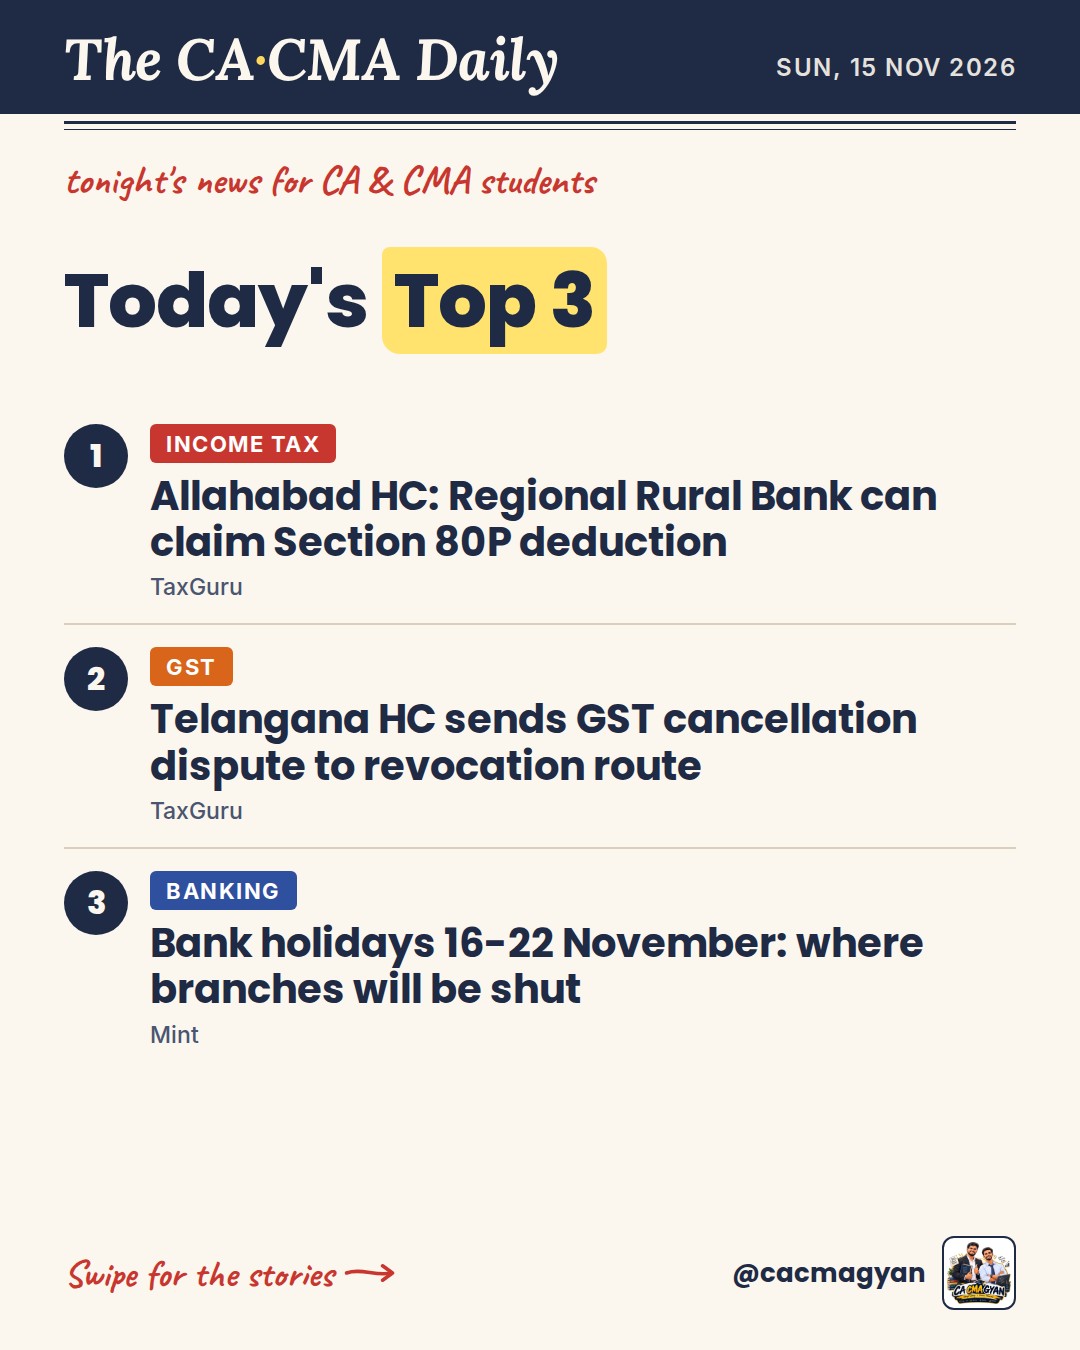 The CA·CMA Daily
SUN, 15 NOV 2026
tonight's news for CA & CMA students
Today's Top 3
1
INCOME TAX
Allahabad HC: Regional Rural Bank can
claim Section 80P deduction
TaxGuru
2
GST
Telangana HC sends GST cancellation
dispute to revocation route
TaxGuru
3
BANKING
Bank holidays 16–22 November: where
branches will be shut
Mint
Swipe for the stories
@cacmagyan
CA CMA GYAN